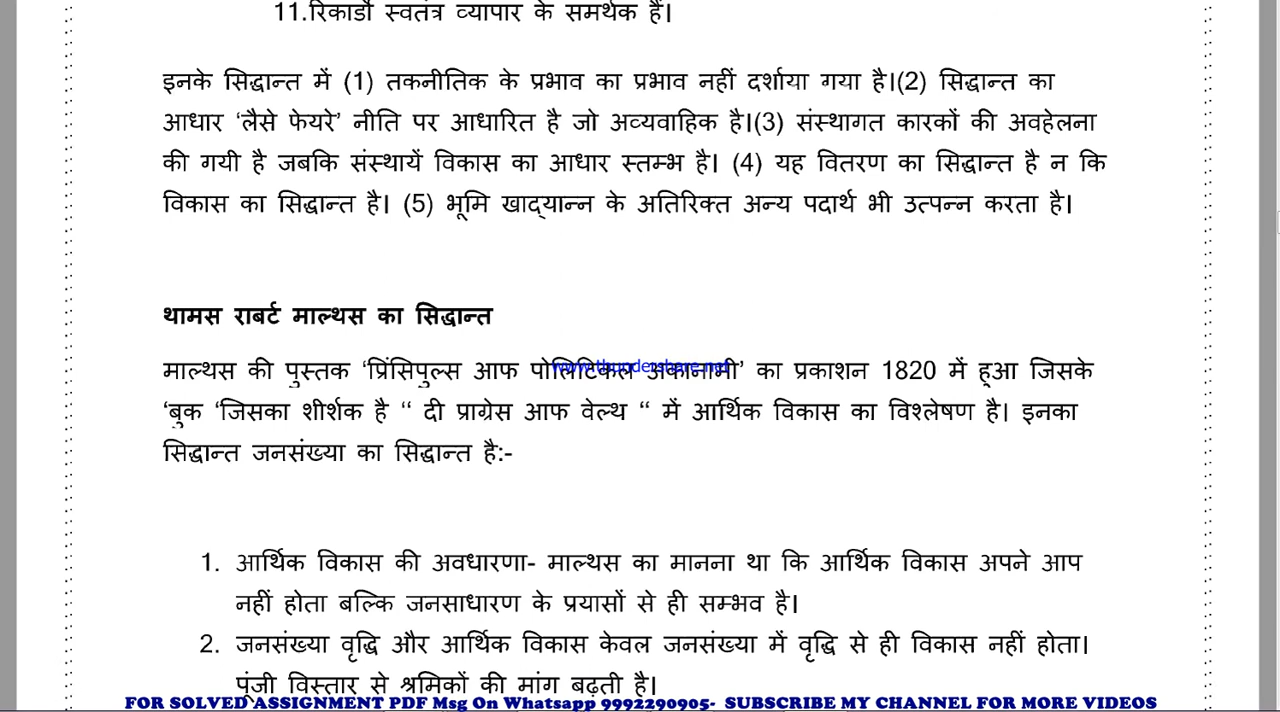 11.रिकार्डो स्वतंत्र व्यापार के समर्थक हैं।
इनके सिद्धान्त में (1) तकनीतिक के प्रभाव का प्रभाव नहीं दर्शाया गया है।(2) सिद्धान्त का
आधार ‘लैसे फेयरे’ नीति पर आधारित है जो अव्यवाहिक है।(3) संस्थागत कारकों की अवहेलना
की गयी है जबकि संस्थायें विकास का आधार स्तम्भ है। (4) यह वितरण का सिद्धान्त है न कि
विकास का सिद्धान्त है। (5) भूमि खाद्यान्न के अतिरिक्त अन्य पदार्थ भी उत्पन्न करता है।
थामस राबर्ट माल्थस का सिद्धान्त
माल्थस की पुस्तक ‘प्रिंसिपुल्स आफ पोलिटिकल अकानामी’ का प्रकाशन 1820 में हुआ जिसके
www.thundershare.net
‘बुक ‘जिसका शीर्शक है “ दी प्राग्रेस आफ वेल्थ “ में आर्थिक विकास का विश्लेषण है। इनका
सिद्धान्त जनसंख्या का सिद्धान्त है:-
1. आर्थिक विकास की अवधारणा- माल्थस का मानना था कि आर्थिक विकास अपने आप
नहीं होता बल्कि जनसाधारण के प्रयासों से ही सम्भव है।
2. जनसंख्या वृद्धि और आर्थिक विकास केवल जनसंख्या में वृद्धि से ही विकास नहीं होता।
पूंजी विस्तार से श्रमिकों की मांग बढ़ती है।
FOR SOLVED ASSIGNMENT PDF Msg On Whatsapp 9992290905- SUBSCRIBE MY CHANNEL FOR MORE VIDEOS